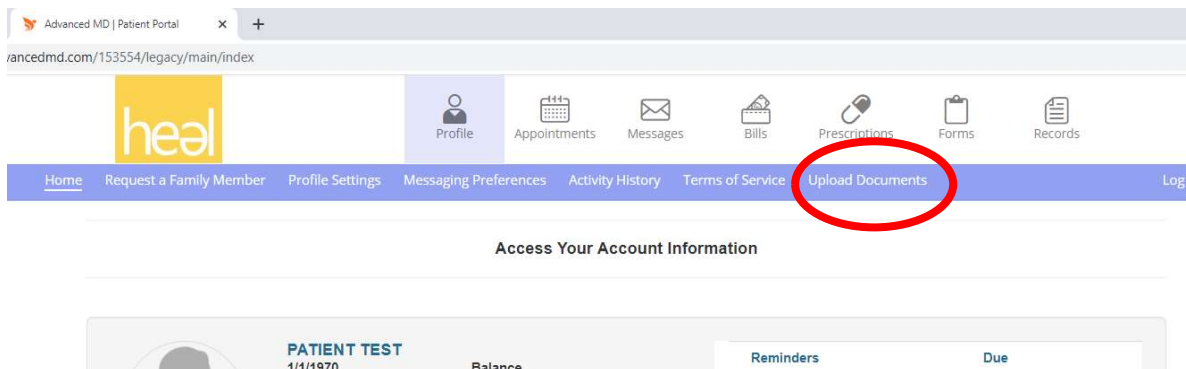 Advanced MD | Patient Portal
vancedmd.com/153554/legacy/main/index
heal
Profile Appointments Messages Bills Prescriptions Forms Records
Home Request a Family Member Profile Settings Messaging Preferences Activity History Terms of Service Upload Documents Log
Access Your Account Information
PATIENT TEST
1/1/1970 Balance
Reminders Due